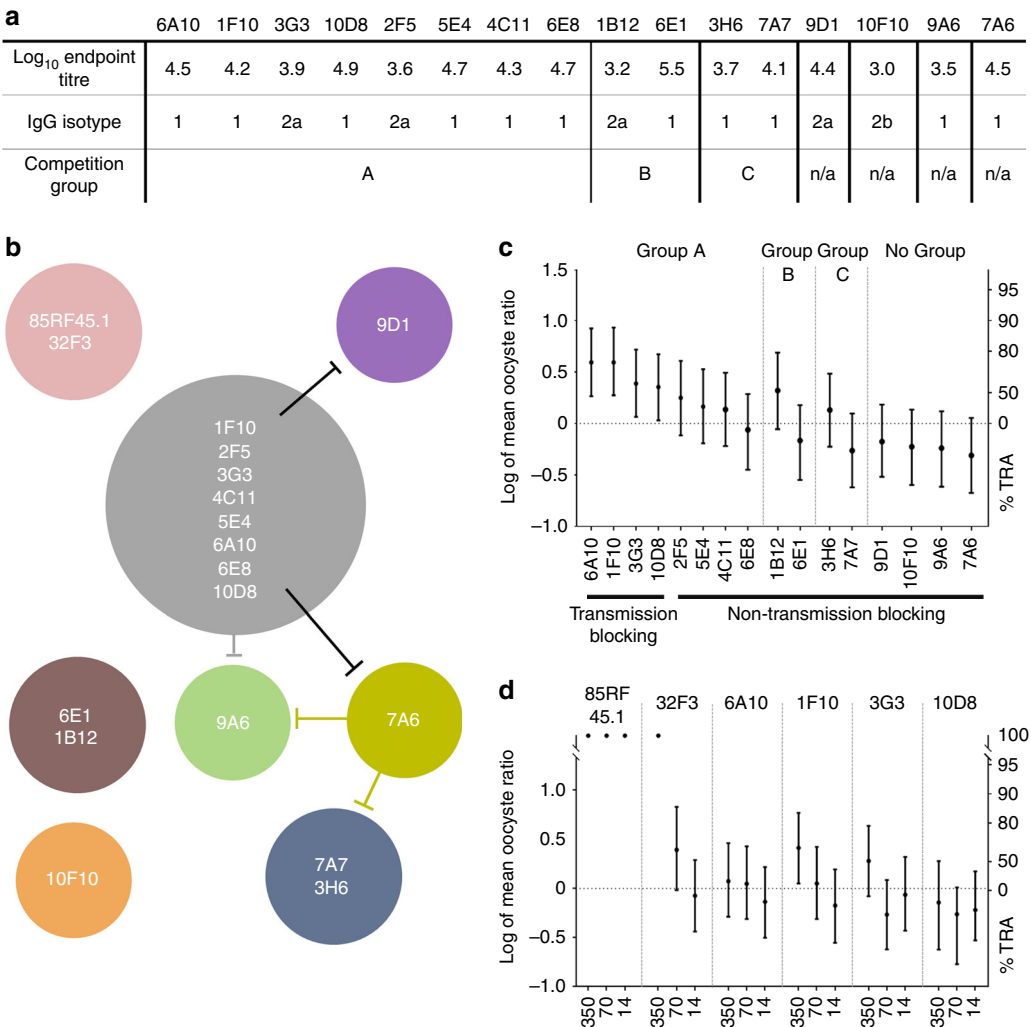 a
6A10 1F10 3G3 10D8 2F5 5E4 4C11 6E8 1B12 6E1 3H6 7A7 9D1 10F10 9A6 7A6
Log10 endpoint titre 4.5 4.2 3.9 4.9 3.6 4.7 4.3 4.7 3.2 5.5 3.7 4.1 4.4 3.0 3.5 4.5
IgG isotype 1 1 2a 1 2a 1 1 1 2a 1 1 1 2a 2b 1 1
Competition group A B C n/a n/a n/a n/a
b
85RF45.1
32F3
9D1
1F10
2F5
3G3
4C11
5E4
6A10
6E8
10D8
6E1
1B12
9A6
7A6
10F10
7A7
3H6
c
Group A Group B Group C No Group
Log of mean oocyste ratio
1.5
1.0
0.5
0
–0.5
–1.0
95
90
80
50
0
% TRA
6A10 1F10 3G3 10D8 2F5 5E4 4C11 6E8 1B12 6E1 3H6 7A7 9D1 10F10 9A6 7A6
Transmission blocking
Non-transmission blocking
d
85RF 45.1 32F3 6A10 1F10 3G3 10D8
Log of mean oocyste ratio
1.0
0.5
0
–0.5
–1.0
100
95
90
80
50
0
% TRA
350 70 14 350 70 14 350 70 14 350 70 14 350 70 14 350 70 14